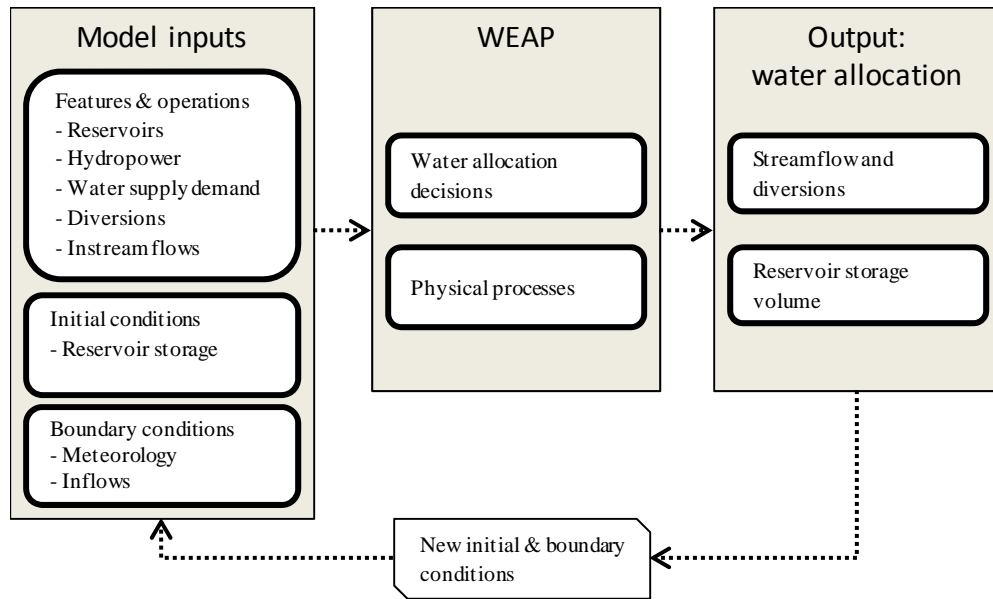 Model inputs
Features & operations
- Reservoirs
- Hydropower
- Water supply demand
- Diversions
- Instream flows
Initial conditions
- Reservoir storage
Boundary conditions
- Meteorology
- Inflows
WEAP
Water allocation
decisions
Physical processes
Output:
water allocation
Streamflow and
diversions
Reservoir storage
volume
New initial & boundary
conditions